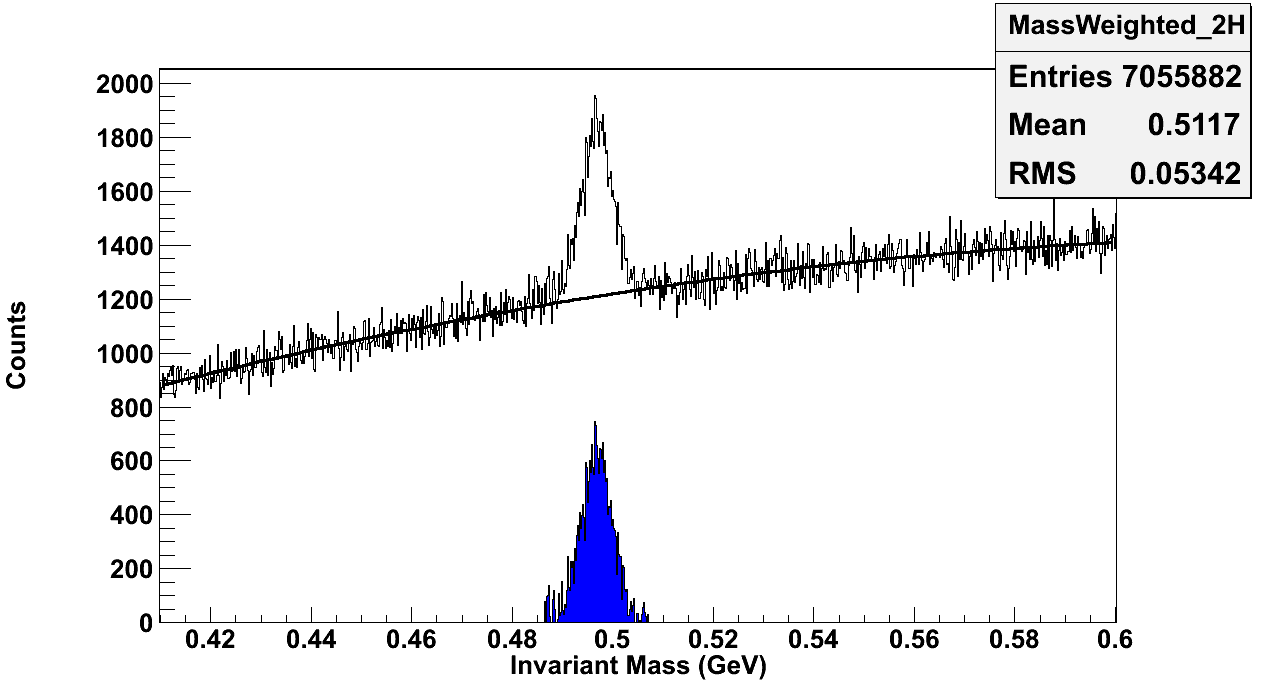 MassWeighted_2H
Entries 7055882
Mean 0.5117
RMS 0.05342
2000
1800
1600
1400
1200
1000
800
600
400
200
0
Counts
0.42 0.44 0.46 0.48 0.5 0.52 0.54 0.56 0.58 0.6
Invariant Mass (GeV)